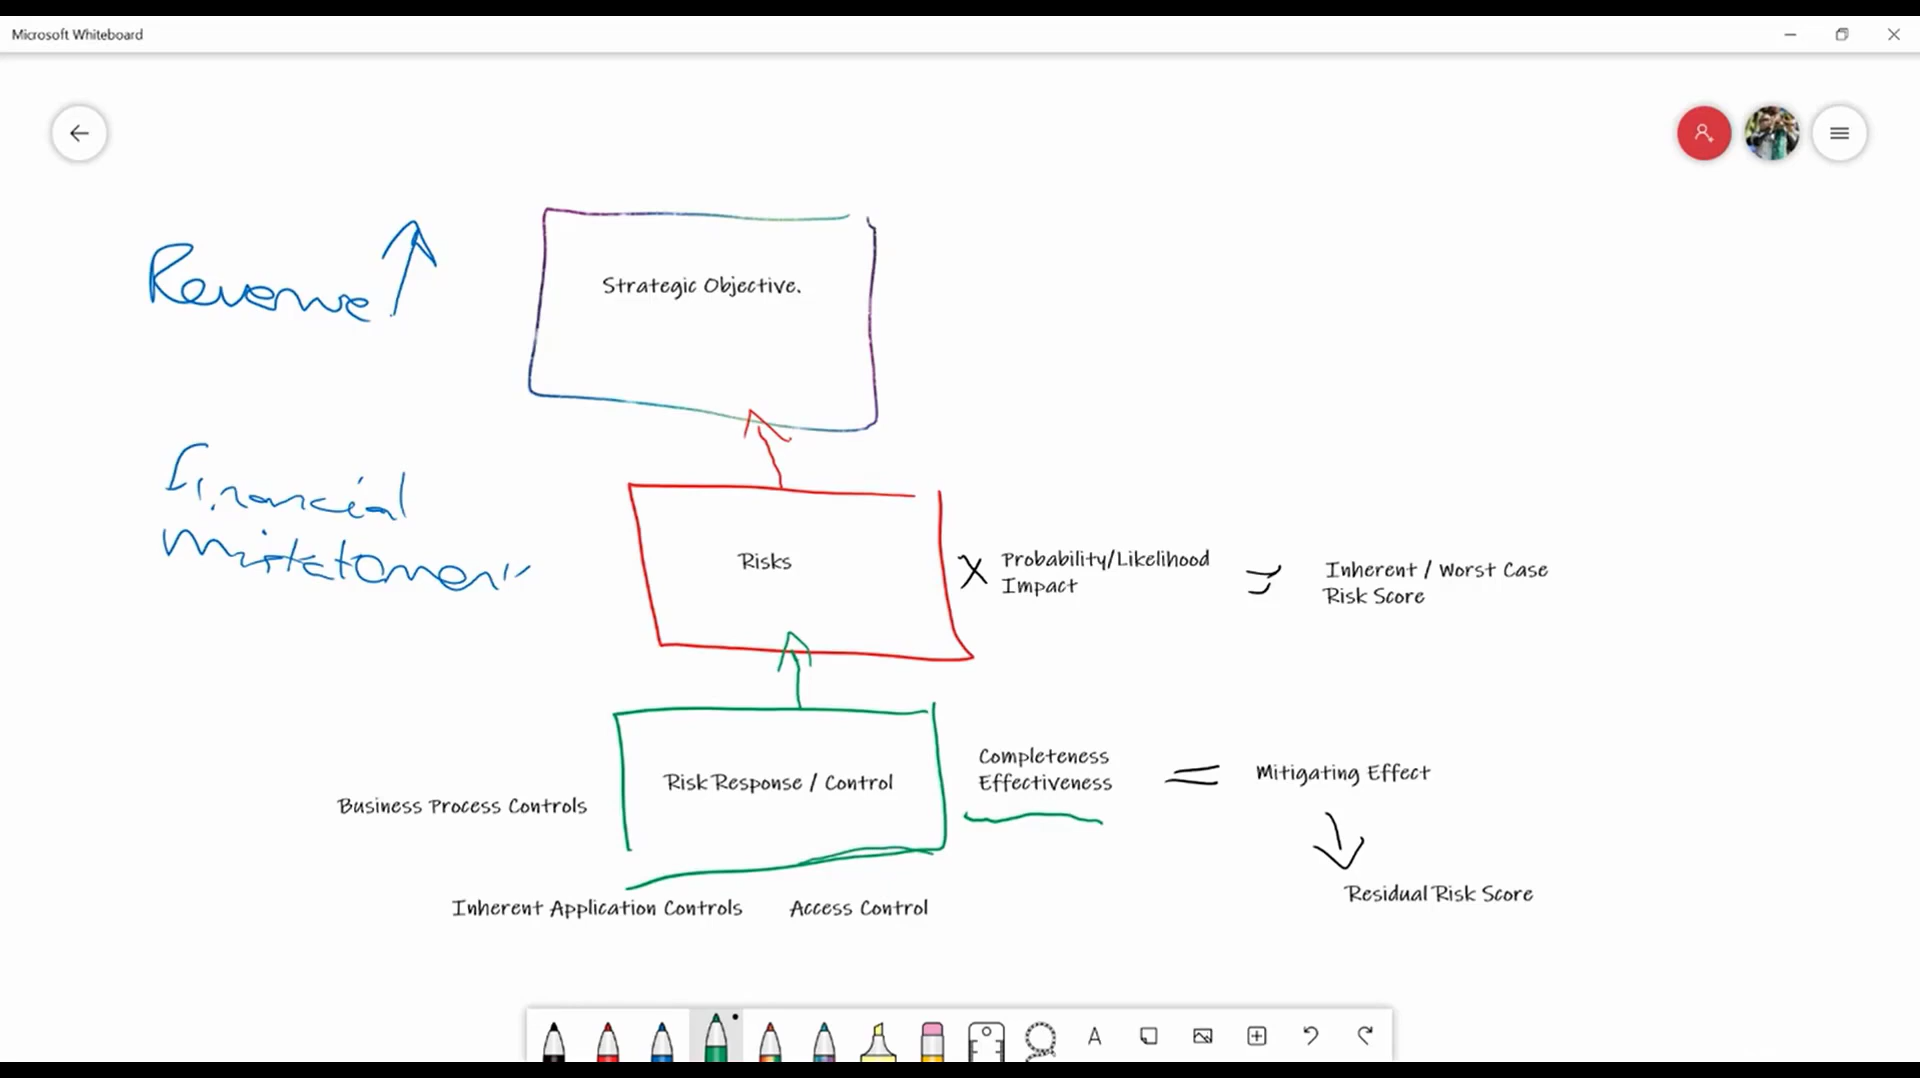 Microsoft Whiteboard
Revenue
Strategic Objective.
financial
Risks
X Probability/Likelihood
Impact
=
Inherent / Worst Case
Risk Score
Risk Response / Control
Completeness
Effectiveness
=
Mitigating Effect
Business Process Controls
Residual Risk Score
Inherent Application Controls
Access Control
A